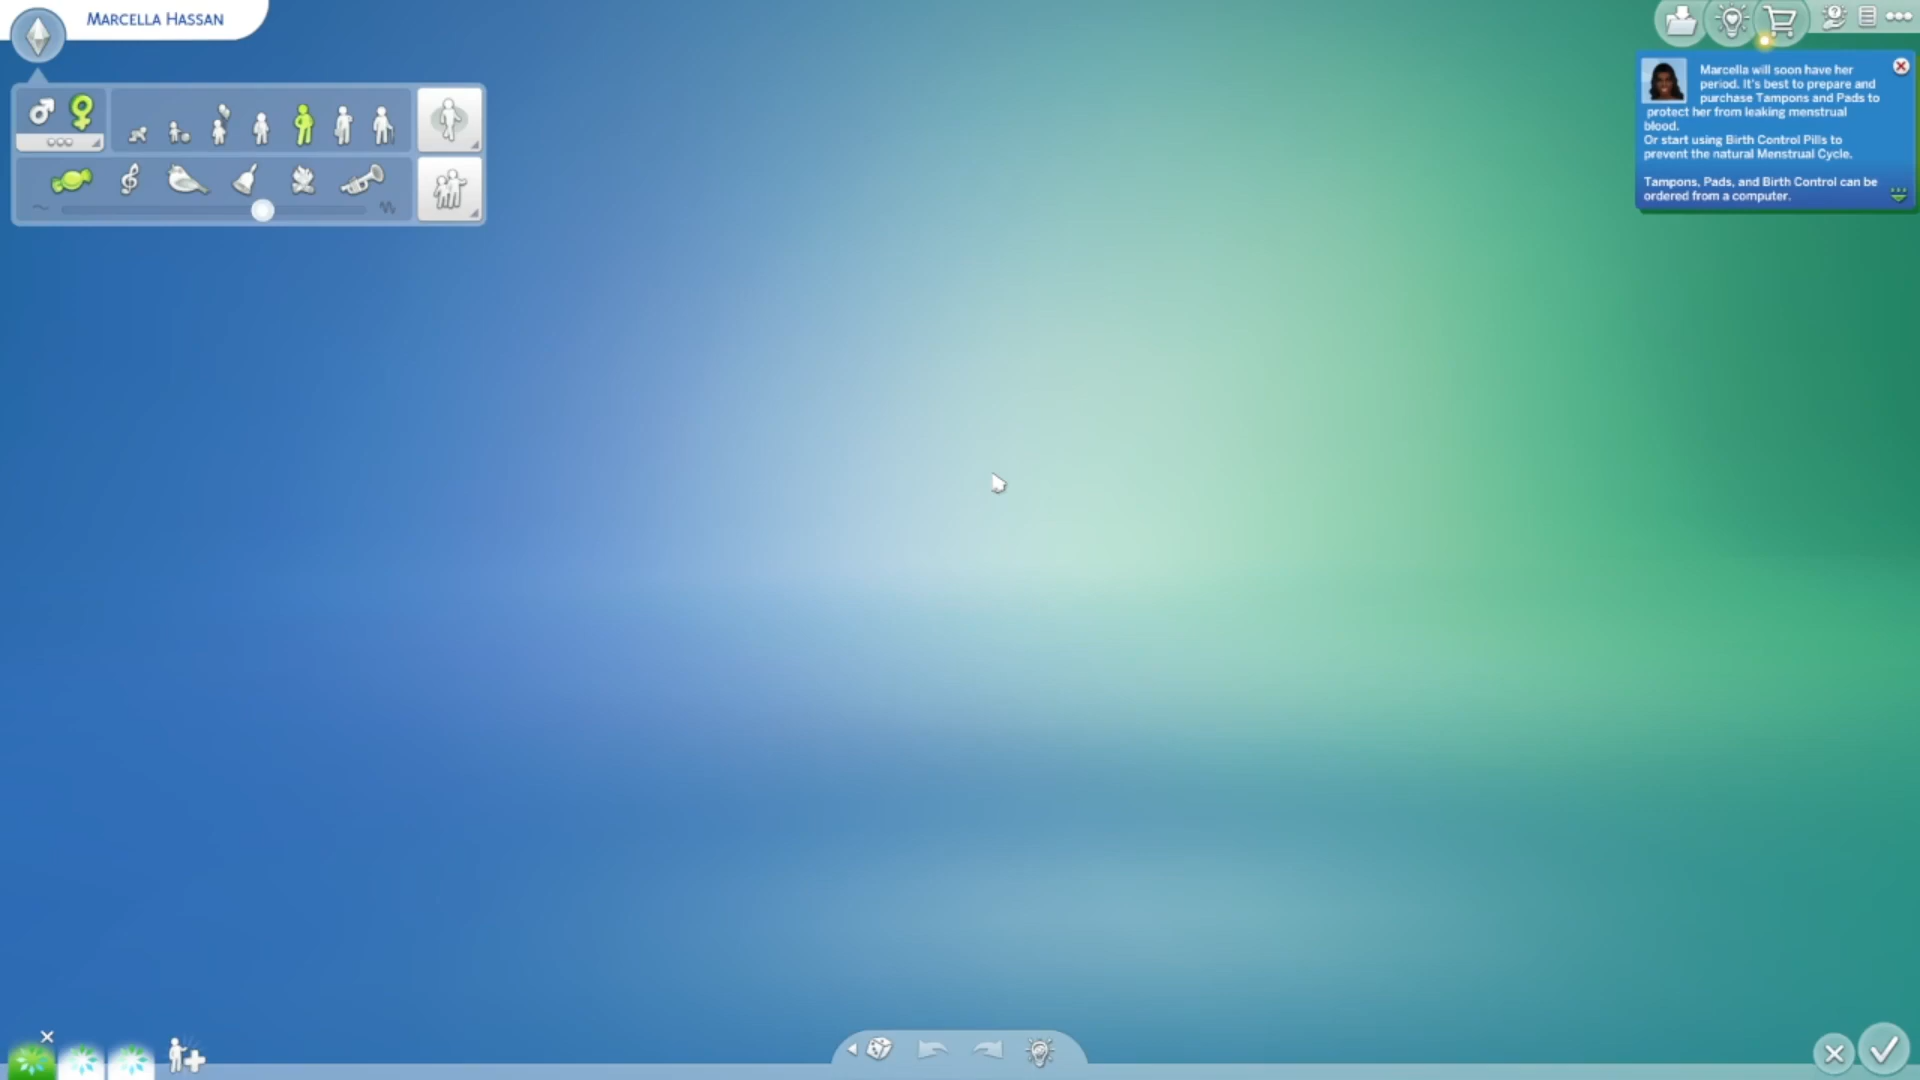 Marcella Hassan
Marcella will soon have her
period. It's best to prepare and
purchase Tampons and Pads to
protect her from leaking menstrual
blood.
Or start using Birth Control Pills to
prevent the natural Menstrual Cycle.
Tampons, Pads, and Birth Control can be
ordered from a computer.